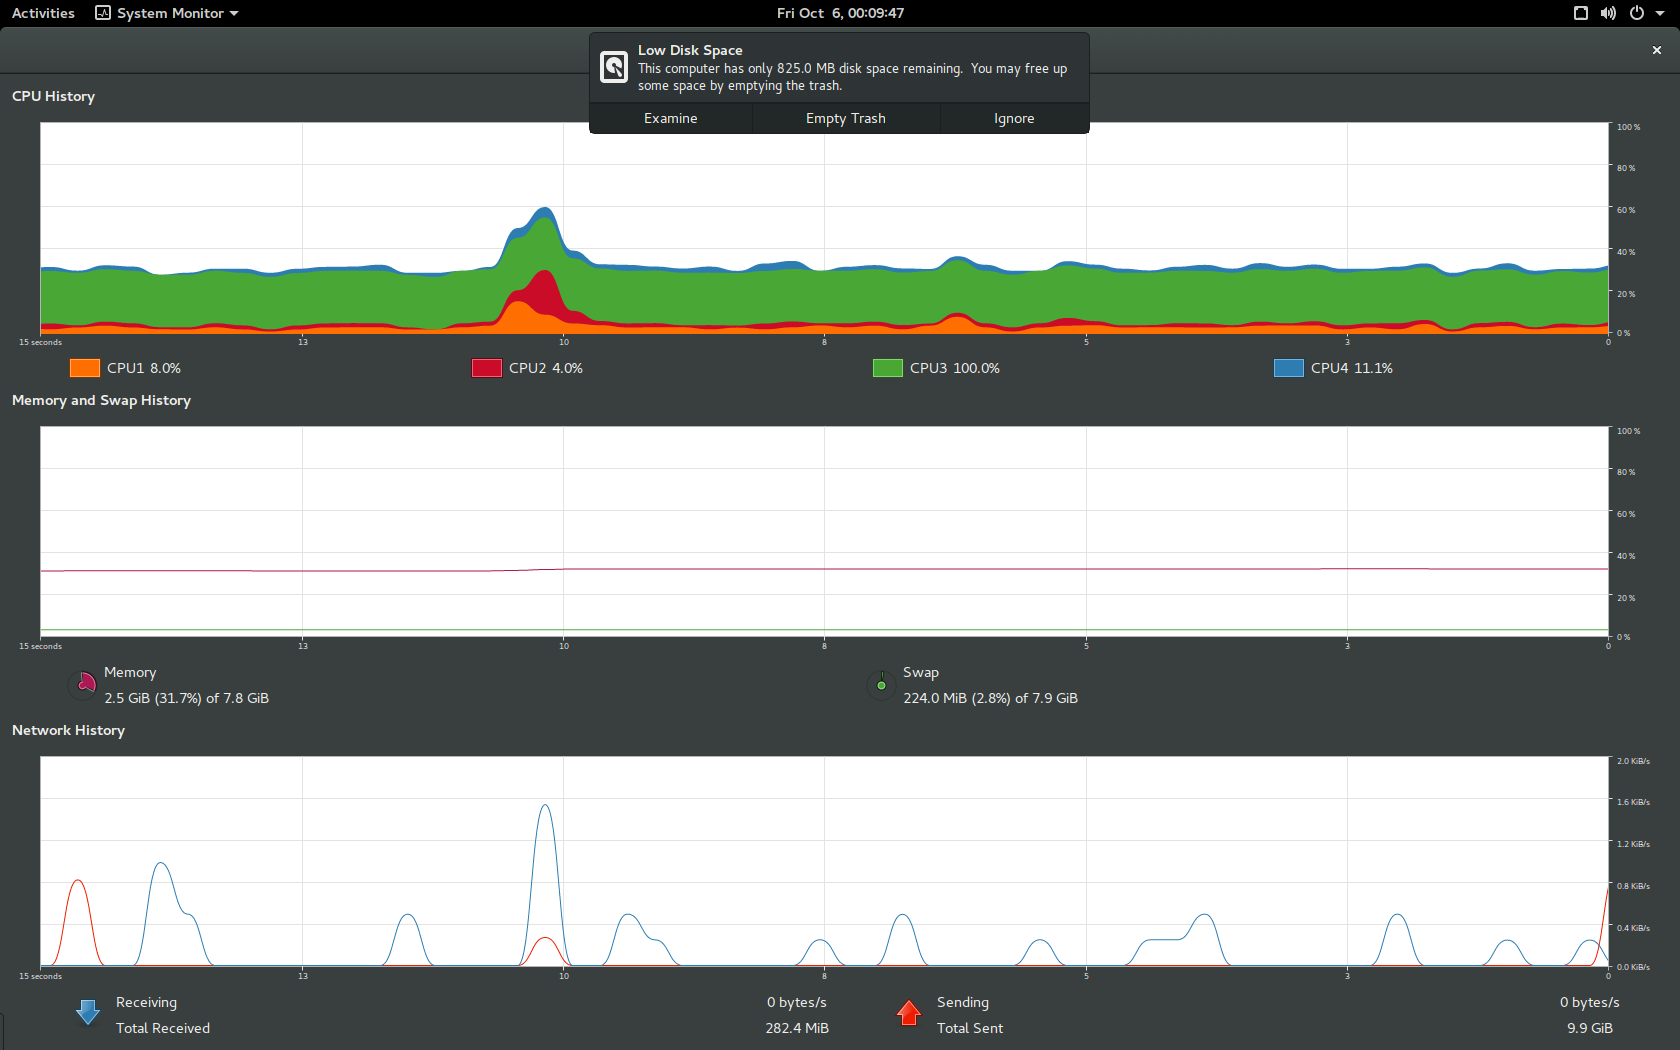 Activities System Monitor Fri Oct 6, 00:09:47
Low Disk Space
This computer has only 825.0 MB disk space remaining. You may free up
some space by emptying the trash.
Examine Empty Trash Ignore
CPU History
100 %
80 %
60 %
40 %
20 %
0 %
15 seconds 13 10 8 5 3 0
CPU1 8.0% CPU2 4.0% CPU3 100.0% CPU4 11.1%
Memory and Swap History
100 %
80 %
60 %
40 %
20 %
0 %
15 seconds 13 10 8 5 3 0
Memory Swap
2.5 GiB (31.7%) of 7.8 GiB 224.0 MiB (2.8%) of 7.9 GiB
Network History
2.0 KiB/s
1.6 KiB/s
1.2 KiB/s
0.8 KiB/s
0.4 KiB/s
0.0 KiB/s
15 seconds 13 10 8 5 3 0
Receiving 0 bytes/s Sending 0 bytes/s
Total Received 282.4 MiB Total Sent 9.9 GiB